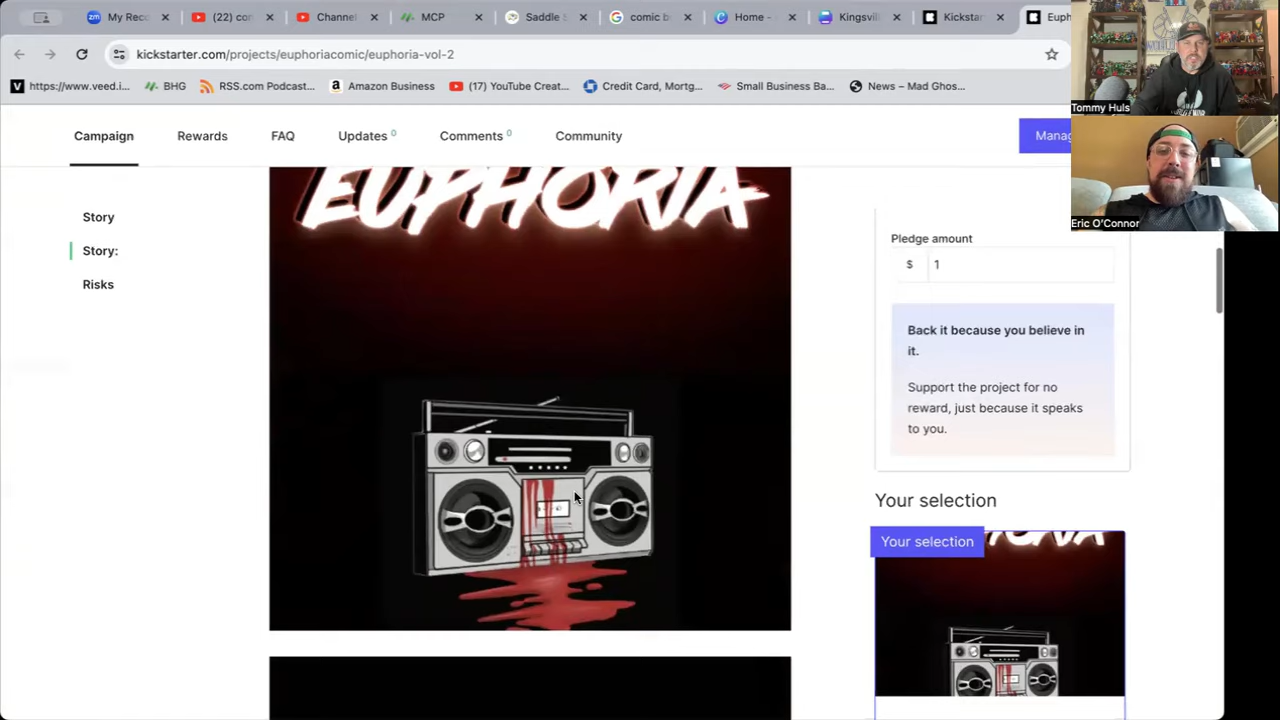 My Reco
(22) cor
Channel
MCP
Saddle S
comic b
Home -
Kingsvill
Kickstar
Euph
kickstarter.com/projects/euphoriacomic/euphoria-vol-2
https://www.veed.i...
BHG
RSS.com Podcast...
Amazon Business
(17) YouTube Creat...
Credit Card, Mortg...
Small Business Ba...
News – Mad Ghos...
Tommy Huls
Eric O'Connor
Campaign
Rewards
FAQ
Updates 0
Comments 0
Community
Manag
Story
Story:
Risks
EUPHORIA
Pledge amount
$ 1
Back it because you believe in
it.
Support the project for no
reward, just because it speaks
to you.
Your selection
Your selection